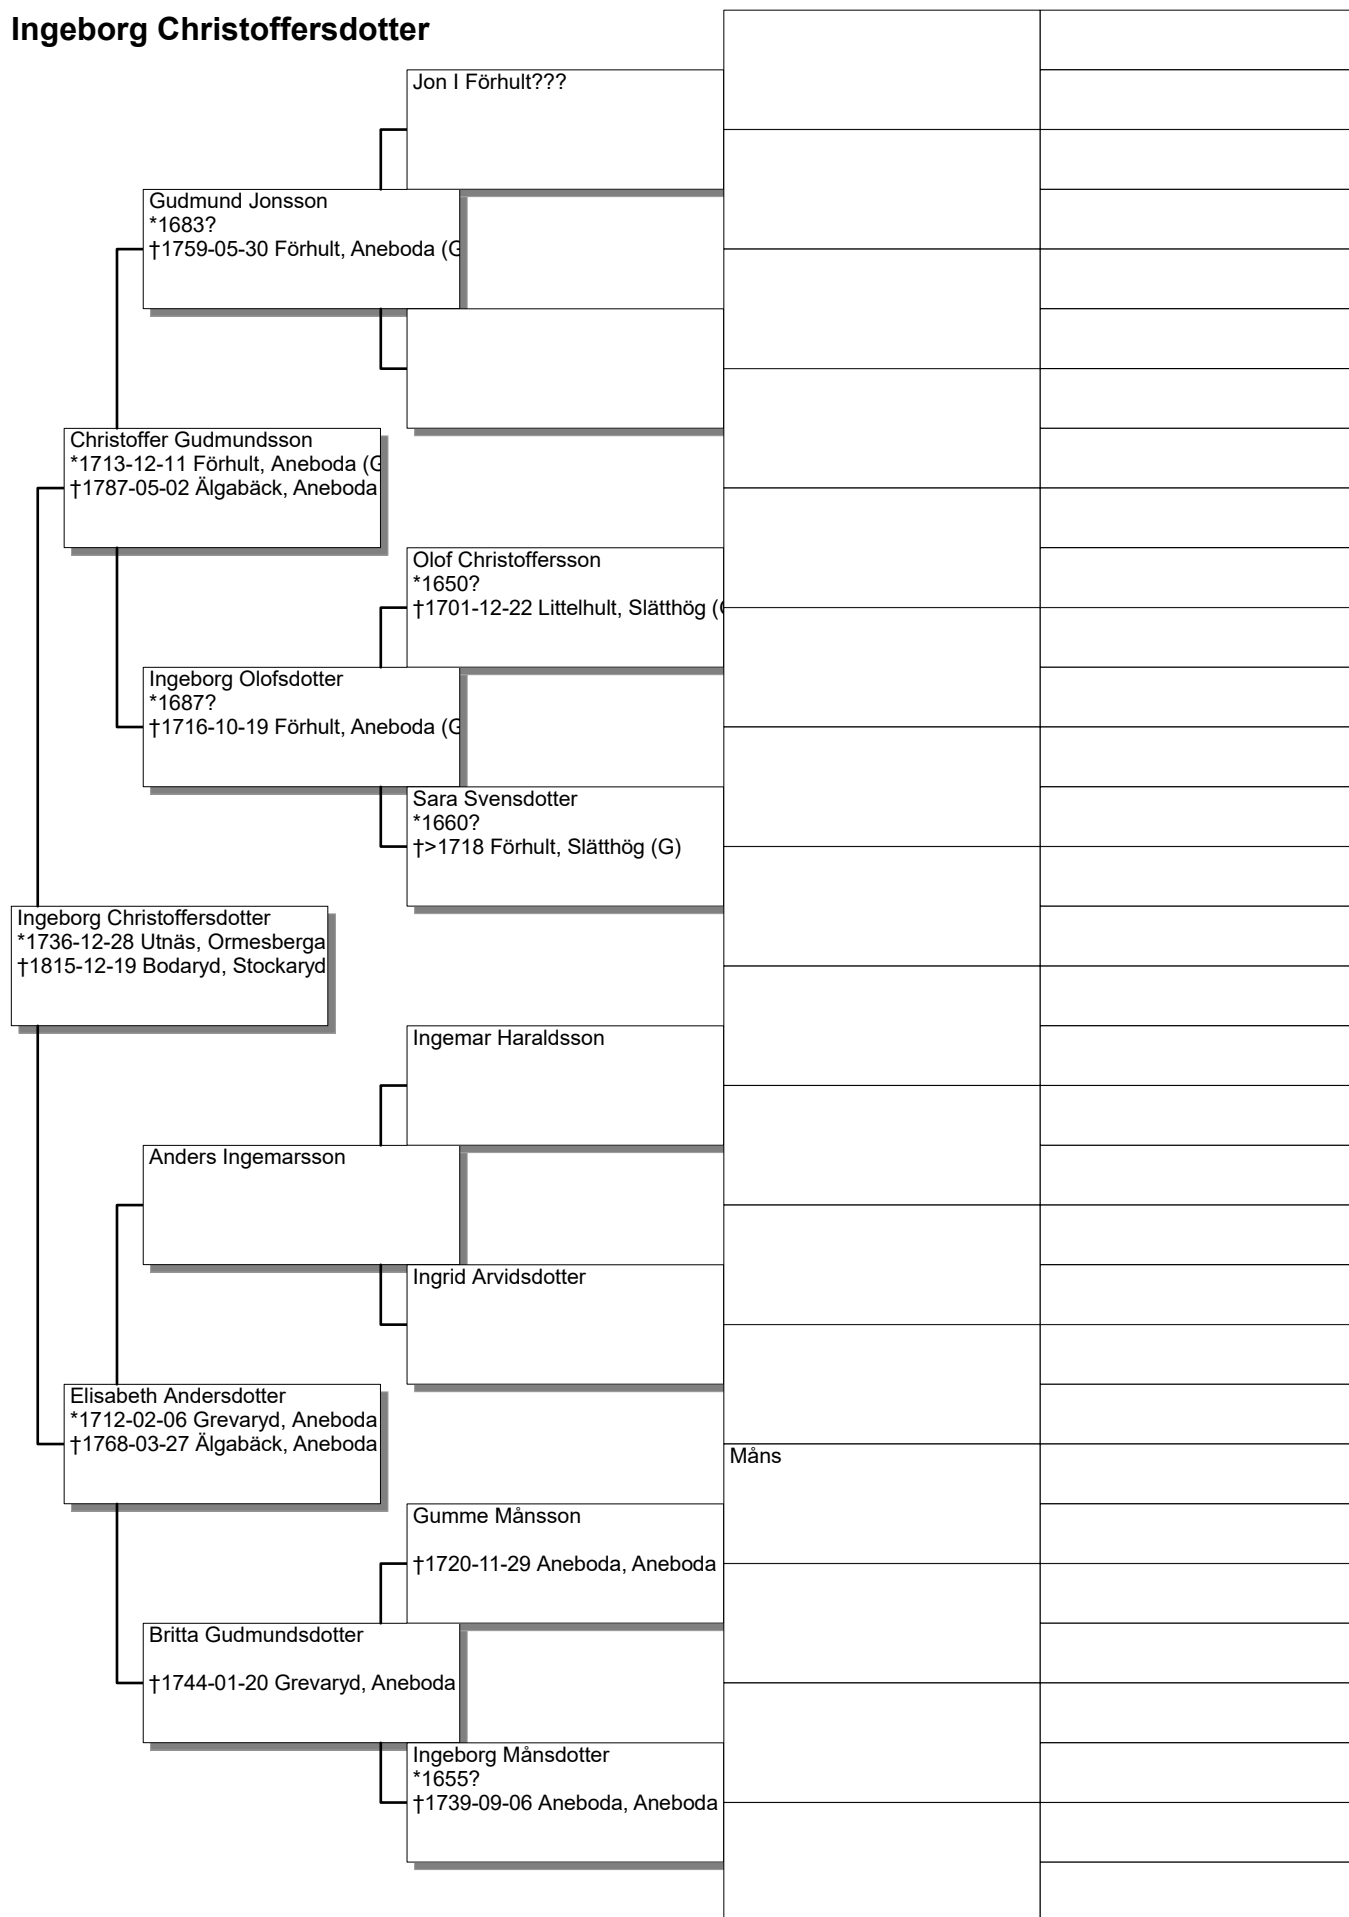 Ingeborg Christoffersdotter
Jon I Förhult???
Gudmund Jonsson
*1683?
†1759-05-30 Förhult, Aneboda (G
Christoffer Gudmundsson
*1713-12-11 Förhult, Aneboda (G
†1787-05-02 Älgabäck, Aneboda
Olof Christoffersson
*1650?
†1701-12-22 Littelhult, Slätthög (G
Ingeborg Olofsdotter
*1687?
†1716-10-19 Förhult, Aneboda (G
Sara Svensdotter
*1660?
†>1718 Förhult, Slätthög (G)
Ingeborg Christoffersdotter
*1736-12-28 Utnäs, Ormesberga
†1815-12-19 Bodaryd, Stockaryd
Ingemar Haraldsson
Anders Ingemarsson
Ingrid Arvidsdotter
Elisabeth Andersdotter
*1712-02-06 Grevaryd, Aneboda
†1768-03-27 Älgabäck, Aneboda
Måns
Gumme Månsson
†1720-11-29 Aneboda, Aneboda
Britta Gudmundsdotter
†1744-01-20 Grevaryd, Aneboda
Ingeborg Månsdotter
*1655?
†1739-09-06 Aneboda, Aneboda